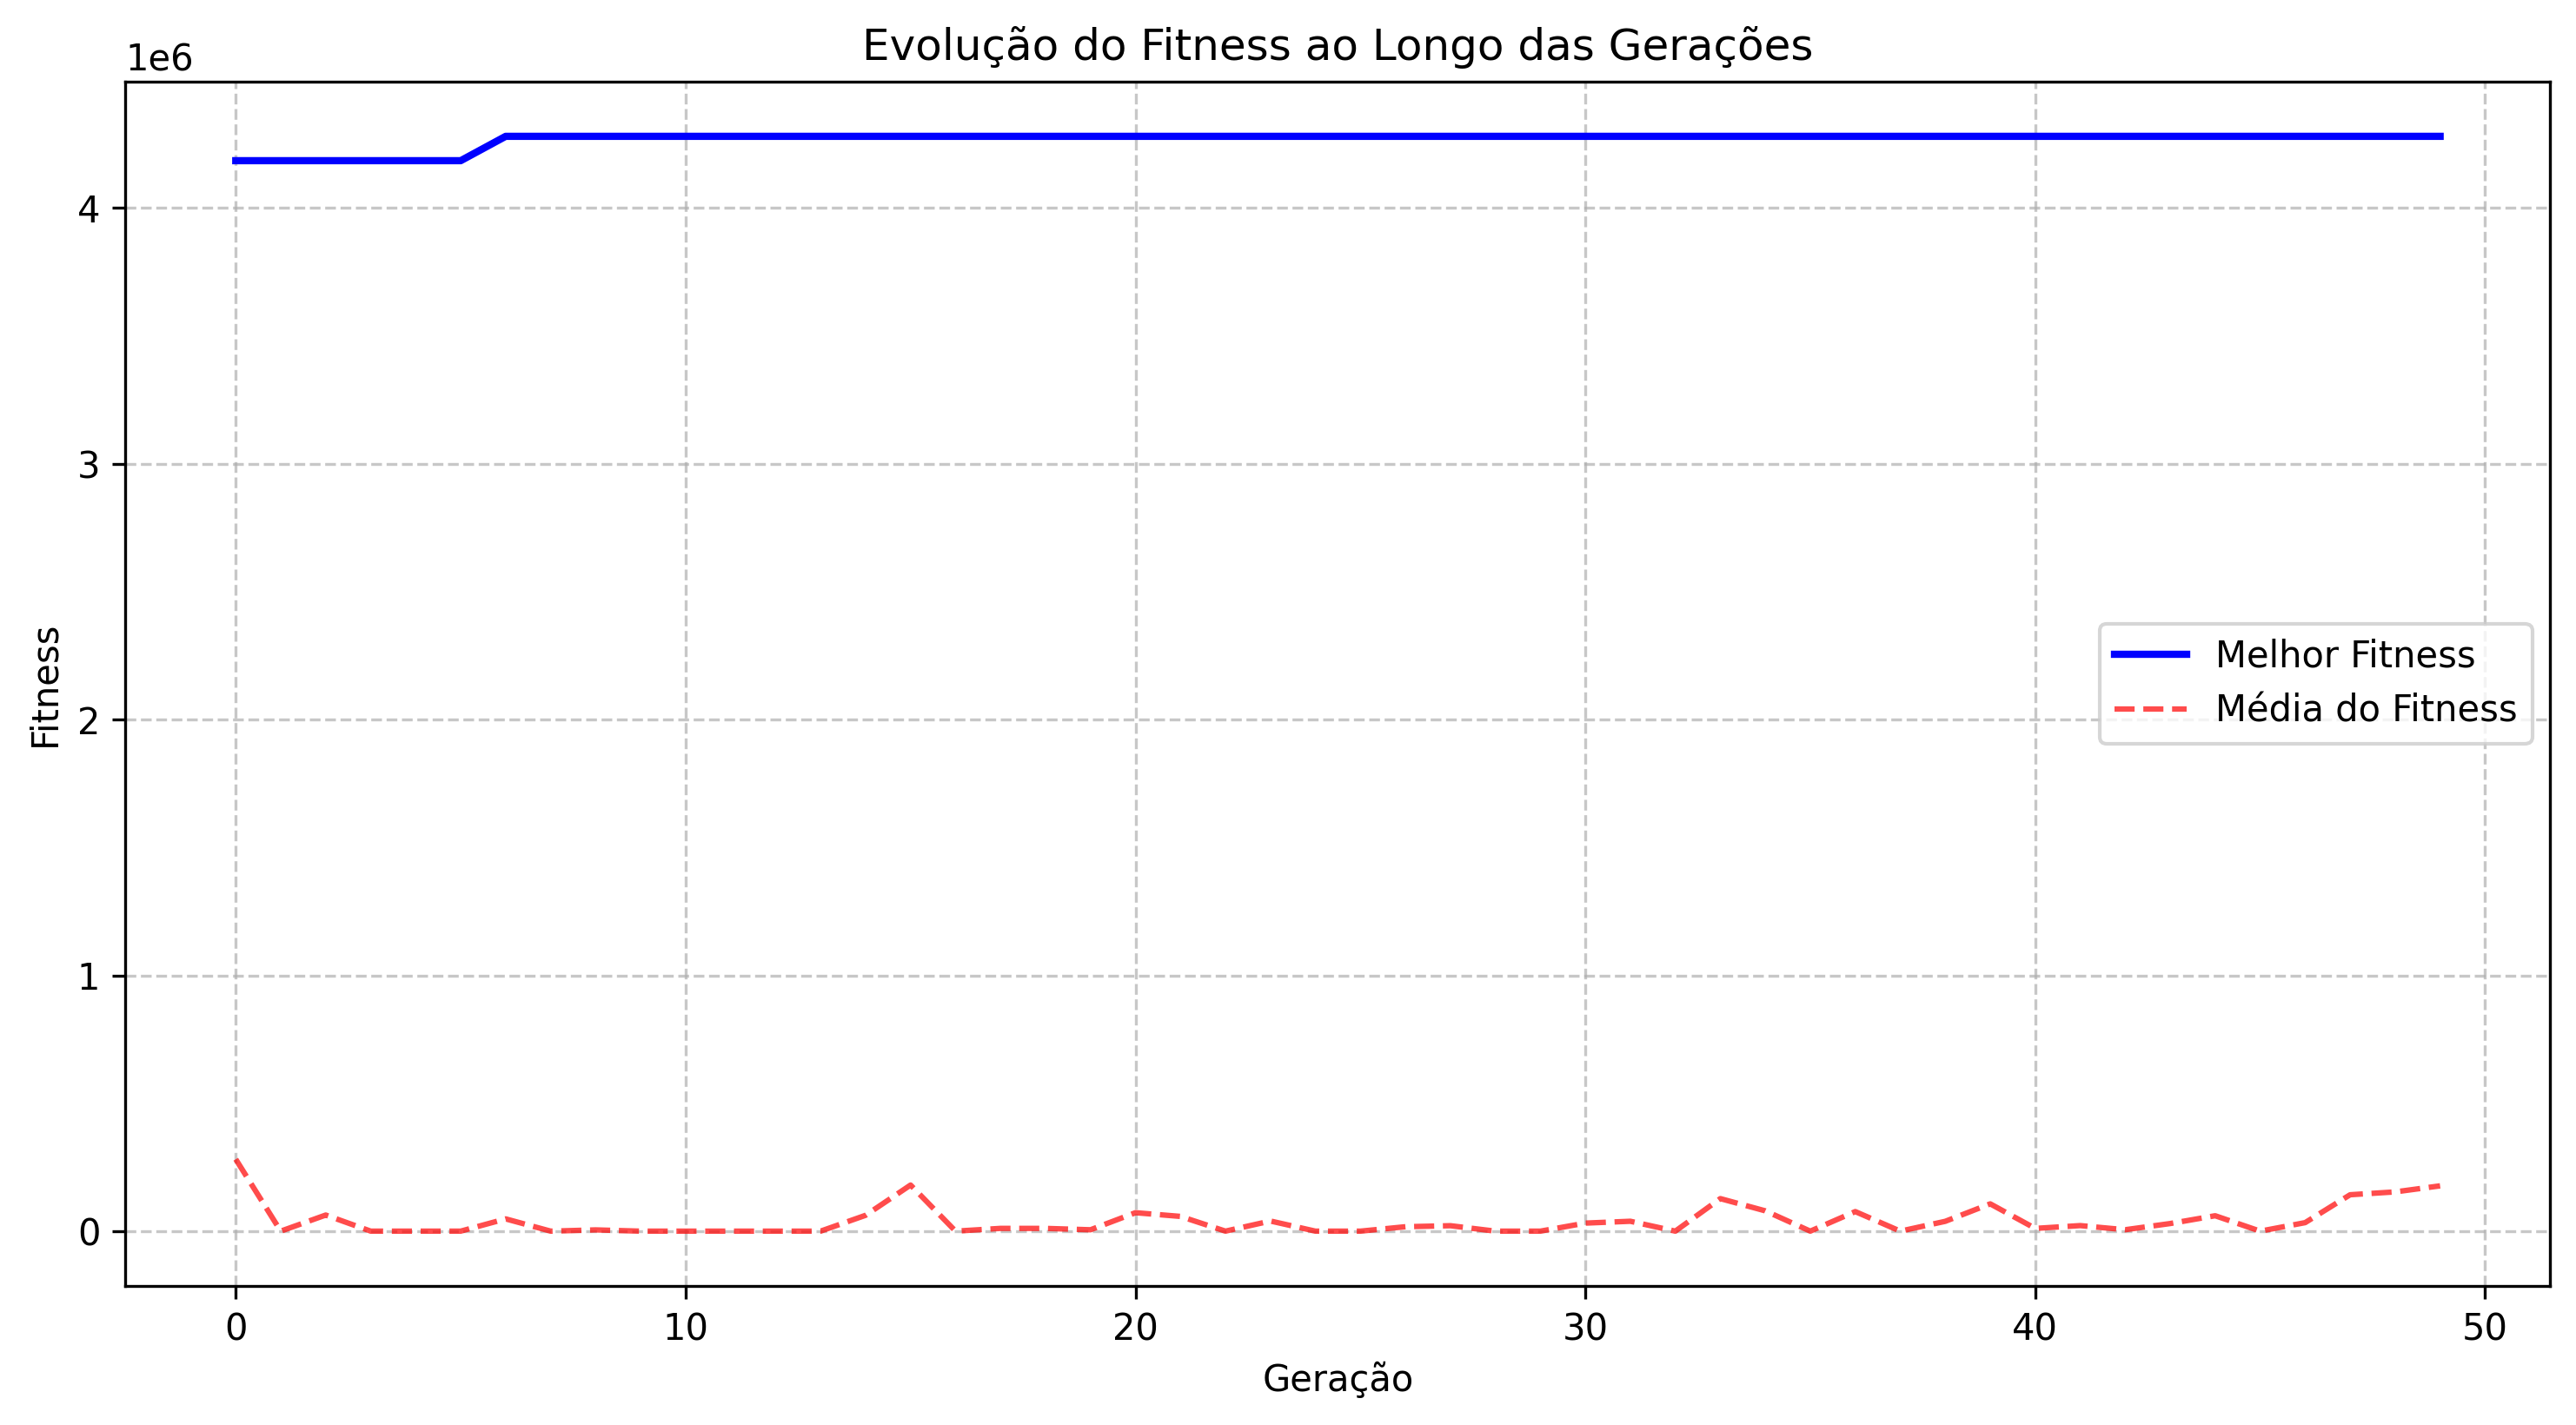 Evolução do Fitness ao Longo das Gerações
1e6
4
3
2
1
0
Fitness
Melhor Fitness
Média do Fitness
0 10 20 30 40 50
Geração